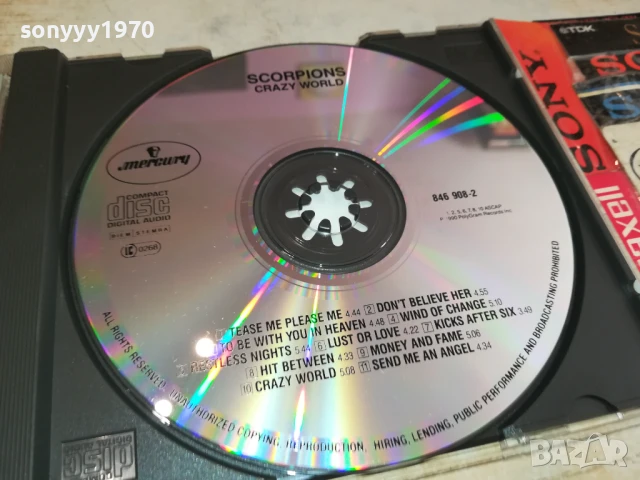 sonyyy1970
SCORPIONS
CRAZY WORLD
mercury
COMPACT
disc
DIGITAL AUDIO
846 908-2
TEASE ME PLEASE ME 4.44 2 DON'T BELIEVE HER 4.55
TO BE WITH YOU IN HEAVEN 4.48 4 WIND OF CHANGE 5.10
RESTLESS NIGHTS 5.44 6 LUST OR LOVE 4.22 7 KICKS AFTER SIX 3.49
8 HIT BETWEEN 4.33 9 MONEY AND FAME 5.06
10 CRAZY WORLD 5.08 11 SEND ME AN ANGEL 4.34
ALL RIGHTS RESERVED. UNAUTHORIZED COPYING, REPRODUCTION, HIRING, LENDING, PUBLIC PERFORMANCE AND BROADCASTING PROHIBITED
disc
TDK
SONY
BAZAR